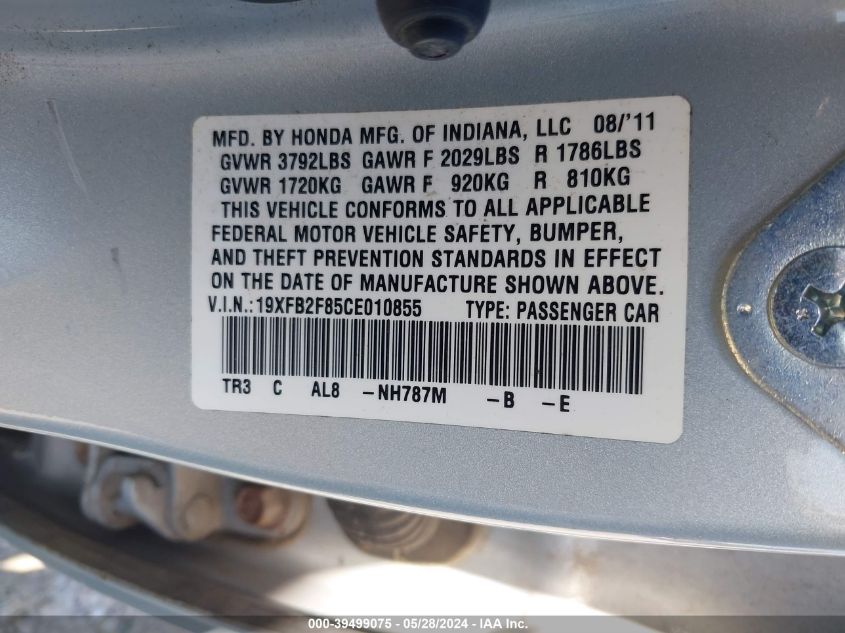 MFD. BY HONDA MFG. OF INDIANA, LLC 08/'11
GVWR 3792LBS GAWR F 2029LBS R 1786LBS
GVWR 1720KG GAWR F 920KG R 810KG
THIS VEHICLE CONFORMS TO ALL APPLICABLE
FEDERAL MOTOR VEHICLE SAFETY, BUMPER,
AND THEFT PREVENTION STANDARDS IN EFFECT
ON THE DATE OF MANUFACTURE SHOWN ABOVE.
V.I.N.:19XFB2F85CE010855 TYPE: PASSENGER CAR
TR3 C AL8 -NH787M -B -E
000-39499075 - 05/28/2024 - IAA Inc.